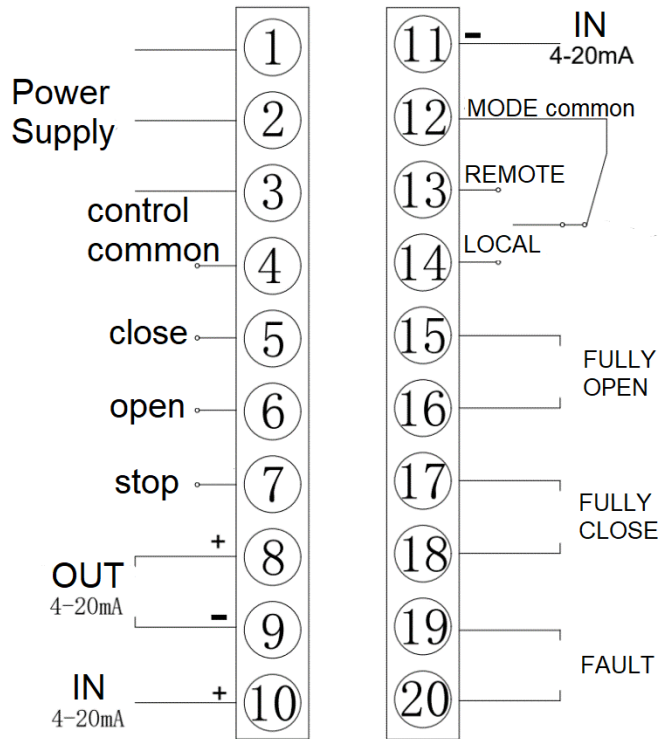 1
Power
Supply
2
3
control
common
4
close
5
open
6
stop
7
+
8
OUT
4-20mA
-
9
IN
4-20mA
+
10
11
-
IN
4-20mA
12
MODE common
13
REMOTE
14
LOCAL
15
FULLY
OPEN
16
17
FULLY
CLOSE
18
19
FAULT
20